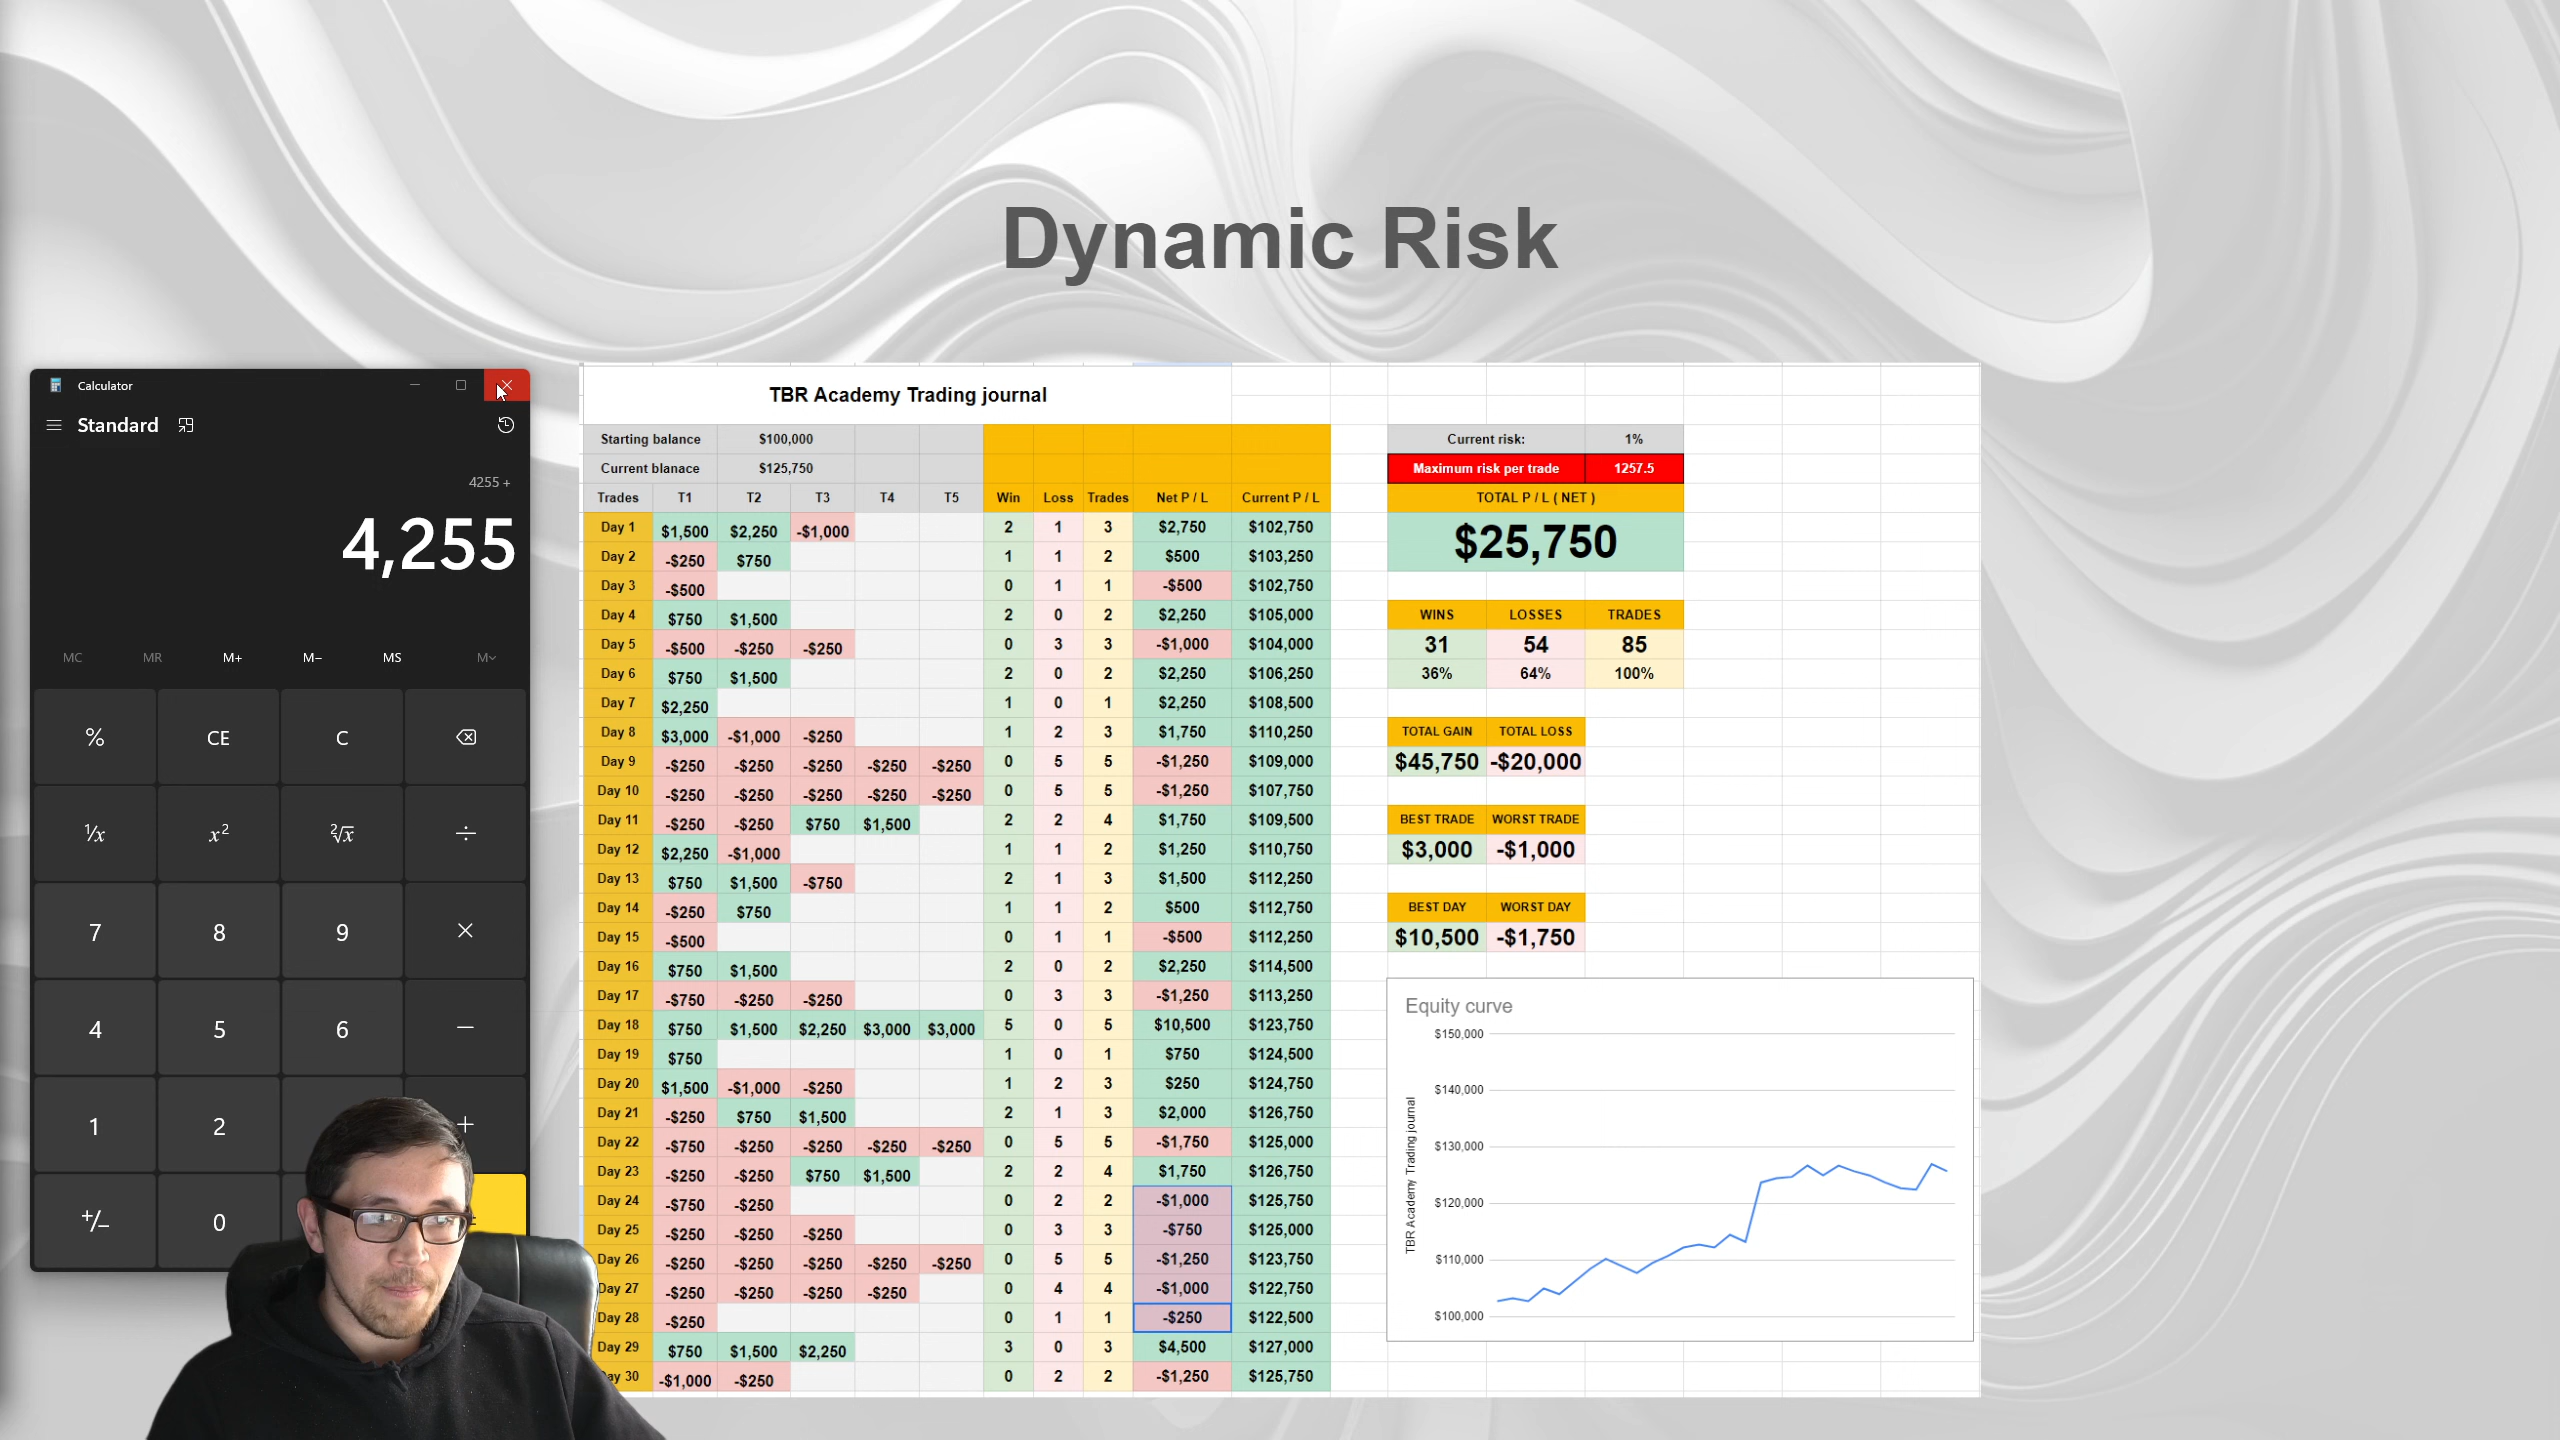 Dynamic Risk
Calculator
Standard
4255 +
4,255
MC MR M+ M− MS M
% CE C
¹/x x² ²√x ÷
7 8 9 ×
4 5 6 −
1 2 +
+/− 0
TBR Academy Trading journal
Starting balance $100,000
Current blanace $125,750
Trades T1 T2 T3 T4 T5 Win Loss Trades Net P / L Current P / L
Day 1 $1,500 $2,250 -$1,000 2 1 3 $2,750 $102,750
Day 2 -$250 $750 1 1 2 $500 $103,250
Day 3 -$500 0 1 1 -$500 $102,750
Day 4 $750 $1,500 2 0 2 $2,250 $105,000
Day 5 -$500 -$250 -$250 0 3 3 -$1,000 $104,000
Day 6 $750 $1,500 2 0 2 $2,250 $106,250
Day 7 $2,250 1 0 1 $2,250 $108,500
Day 8 $3,000 -$1,000 -$250 1 2 3 $1,750 $110,250
Day 9 -$250 -$250 -$250 -$250 -$250 0 5 5 -$1,250 $109,000
Day 10 -$250 -$250 -$250 -$250 -$250 0 5 5 -$1,250 $107,750
Day 11 -$250 -$250 $750 $1,500 2 2 4 $1,750 $109,500
Day 12 $2,250 -$1,000 1 1 2 $1,250 $110,750
Day 13 $750 $1,500 -$750 2 1 3 $1,500 $112,250
Day 14 -$250 $750 1 1 2 $500 $112,750
Day 15 -$500 0 1 1 -$500 $112,250
Day 16 $750 $1,500 2 0 2 $2,250 $114,500
Day 17 -$750 -$250 -$250 0 3 3 -$1,250 $113,250
Day 18 $750 $1,500 $2,250 $3,000 $3,000 5 0 5 $10,500 $123,750
Day 19 $750 1 0 1 $750 $124,500
Day 20 $1,500 -$1,000 -$250 1 2 3 $250 $124,750
Day 21 -$250 $750 $1,500 2 1 3 $2,000 $126,750
Day 22 -$750 -$250 -$250 -$250 -$250 0 5 5 -$1,750 $125,000
Day 23 -$250 -$250 $750 $1,500 2 2 4 $1,750 $126,750
Day 24 -$750 -$250 0 2 2 -$1,000 $125,750
Day 25 -$250 -$250 -$250 0 3 3 -$750 $125,000
Day 26 -$250 -$250 -$250 -$250 -$250 0 5 5 -$1,250 $123,750
Day 27 -$250 -$250 -$250 -$250 0 4 4 -$1,000 $122,750
Day 28 -$250 0 1 1 -$250 $122,500
Day 29 $750 $1,500 $2,250 3 0 3 $4,500 $127,000
ay 30 -$1,000 -$250 0 2 2 -$1,250 $125,750
Current risk: 1%
Maximum risk per trade 1257.5
TOTAL P / L ( NET )
$25,750
WINS LOSSES TRADES
31 54 85
36% 64% 100%
TOTAL GAIN TOTAL LOSS
$45,750 -$20,000
BEST TRADE WORST TRADE
$3,000 -$1,000
BEST DAY WORST DAY
$10,500 -$1,750
Equity curve
TBR Academy Trading journal
$150,000
$140,000
$130,000
$120,000
$110,000
$100,000